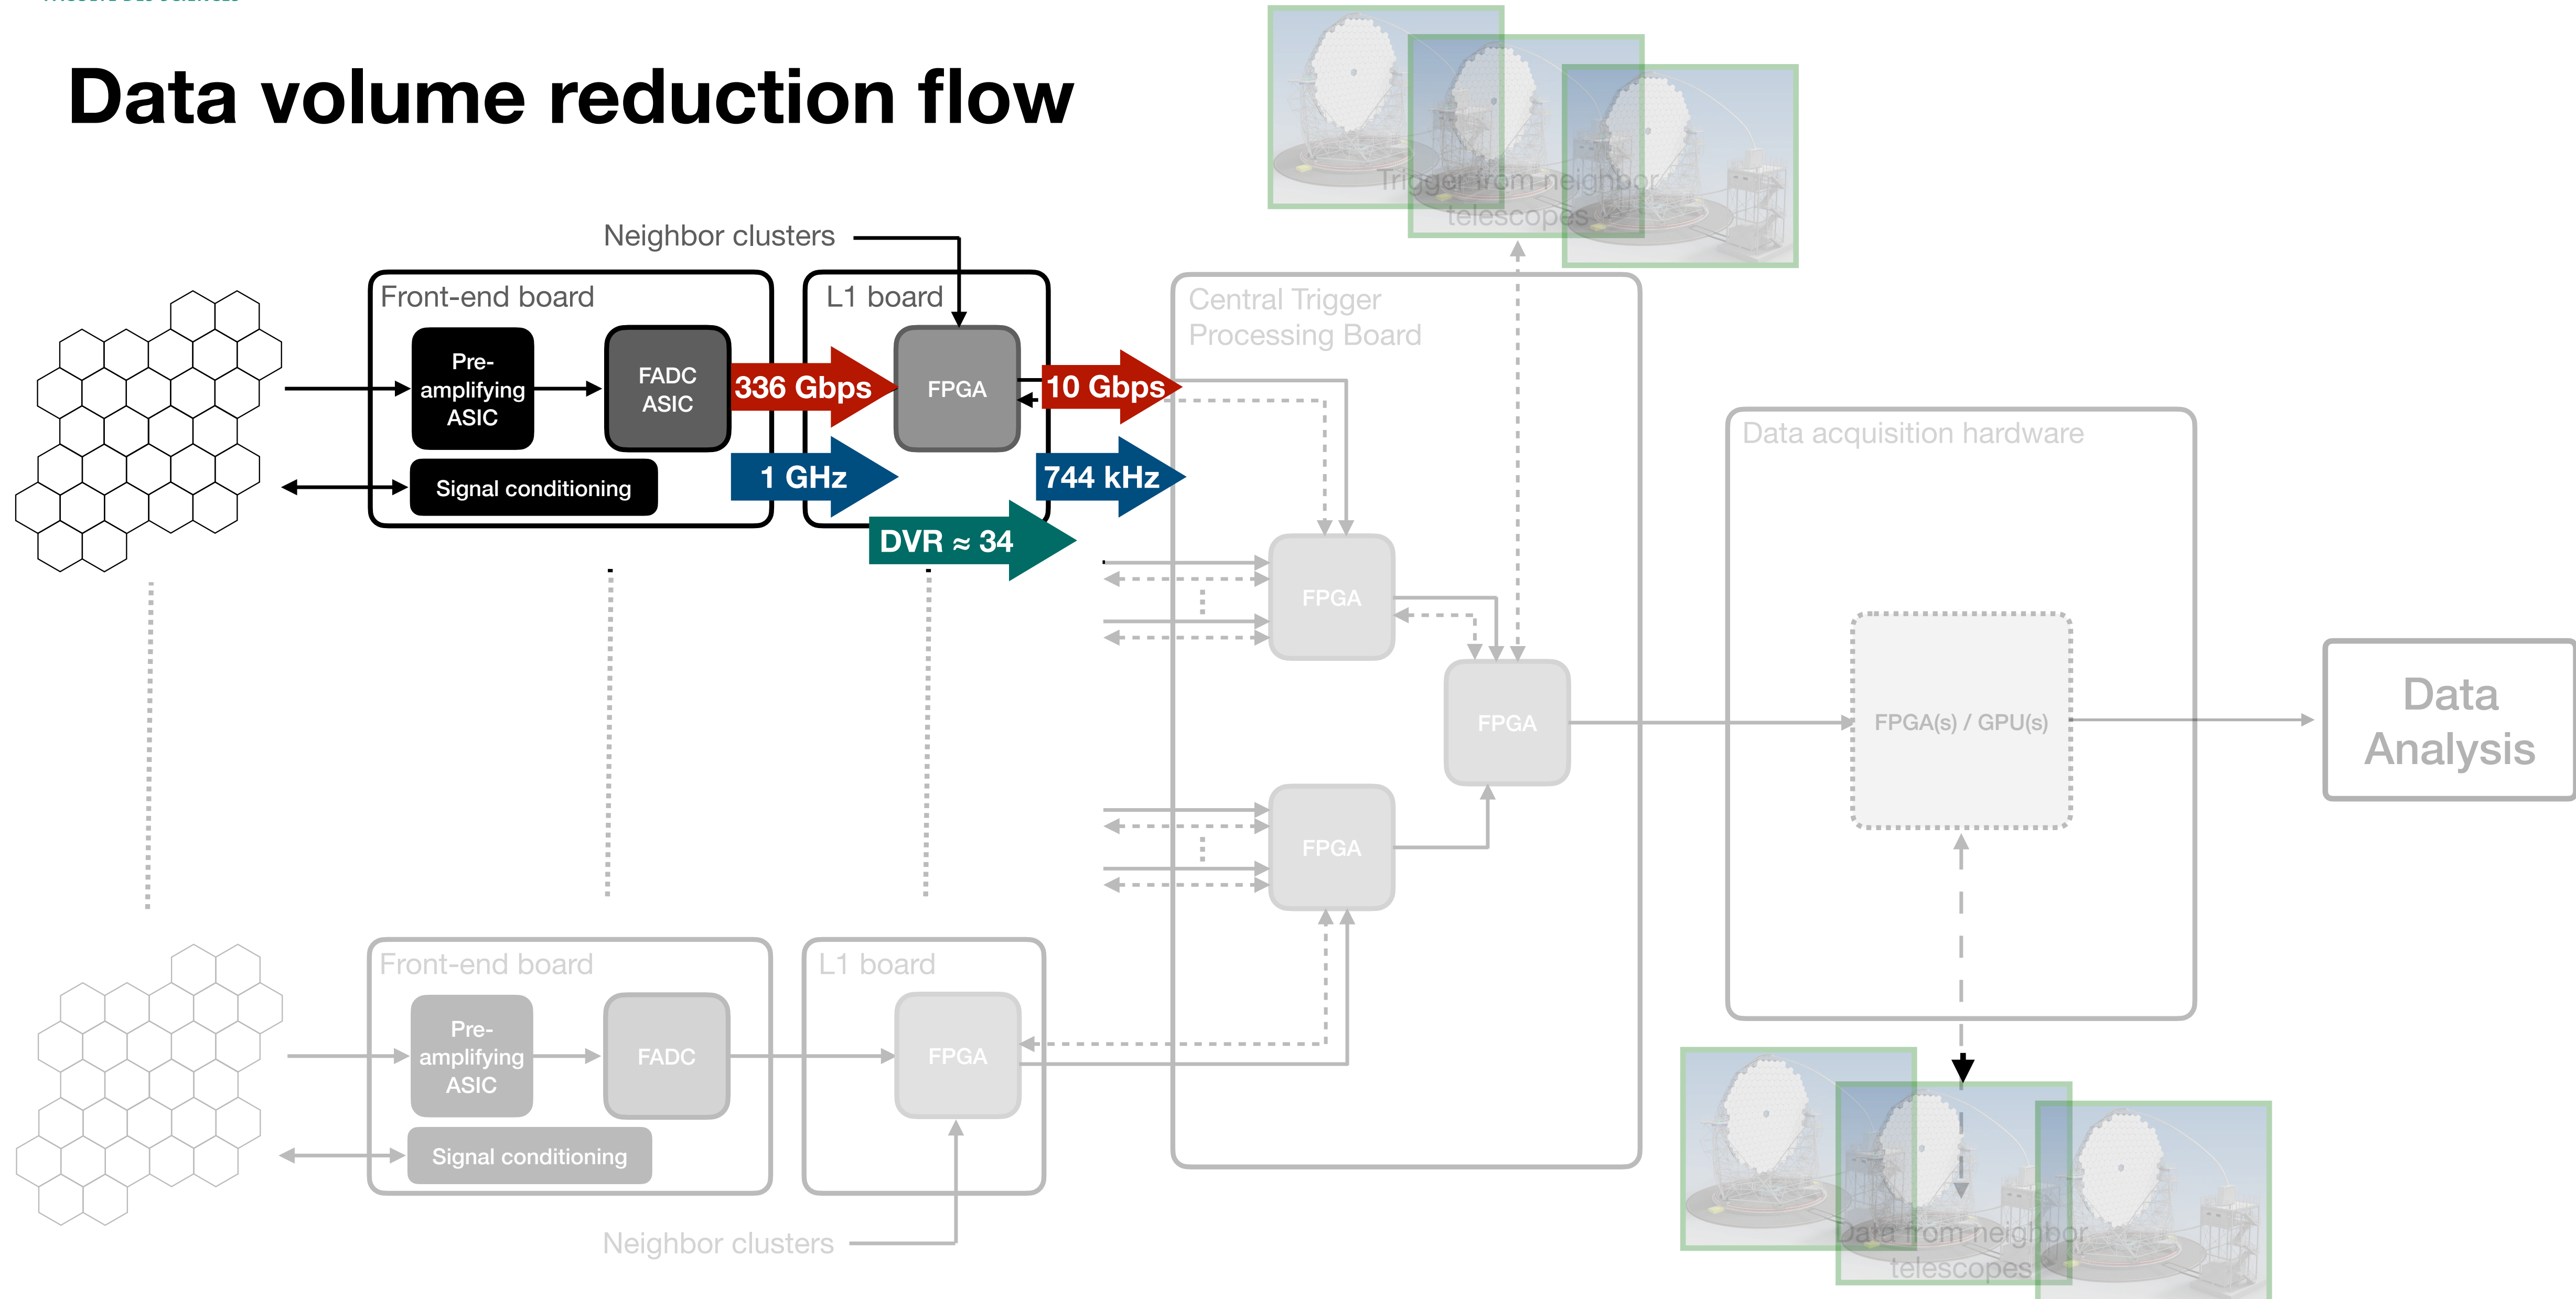 Data volume reduction flow
Trigger from neighbor
telescopes
Neighbor clusters
Front-end board
L1 board
Pre-
amplifying
ASIC
FADC
ASIC
336 Gbps
FPGA
10 Gbps
Signal conditioning
1 GHz
744 kHz
DVR ≈ 34
Central Trigger
Processing Board
FPGA
FPGA
FPGA
Data acquisition hardware
FPGA(s) / GPU(s)
Data
Analysis
Front-end board
L1 board
Pre-
amplifying
ASIC
FADC
FPGA
Signal conditioning
Neighbor clusters
Data from neighbor
telescopes